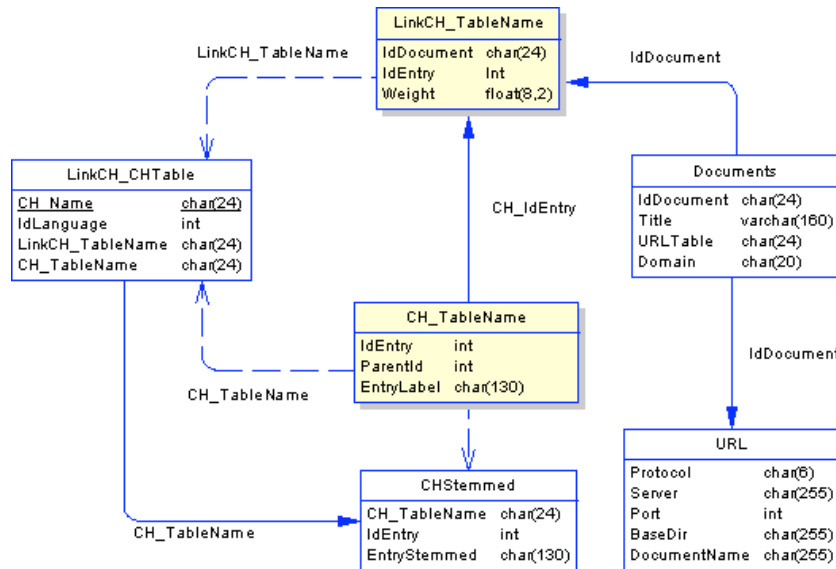 LinkCH_TableName
LinkCH_TableName
IdDocument char(24)
IdEntry Int
Weight float(8,2)
IdDocument
LinkCH_CHTable
CH_Name char(24)
IdLanguage int
LinkCH_TableName char(24)
CH_TableName char(24)
CH_IdEntry
Documents
IdDocument char(24)
Title varchar(160)
URLTable char(24)
Domain char(20)
CH_TableName
IdEntry int
ParentId int
EntryLabel char(130)
CH_TableName
IdDocument
CHStemmed
CH_TableName char(24)
IdEntry int
EntryStemmed char(130)
CH_TableName
URL
Protocol char(6)
Server char(255)
Port int
BaseDir char(255)
DocumentName char(255)